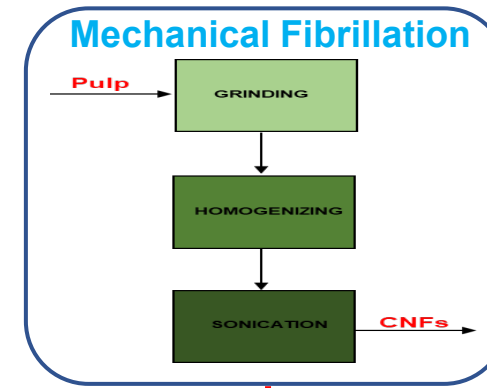 Mechanical Fibrillation
Pulp
GRINDING
HOMOGENIZING
SONICATION
CNFs